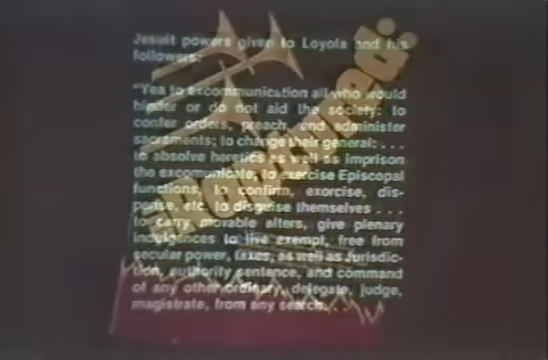 Jesuit powers given to Loyola and his
followers:
"Yea to excommunication all who would
hinder or do not aid the society: to
confer orders, preach, and administer
sacraments; to change their general: . . .
to absolve heretics as well as imprison
the excomunicate, to exercise Episcopal
functions, to confirm, exorcise, dis-
pense, etc. to disguise themselves . . . .
to carry movable alters, give plenary
indulgences to live exempt, free from
secular power, taxes, as well as Jurisdic-
tion, authority sentence, and command
of any other ordinary, delegate, judge,
magistrate, from any search. . . .